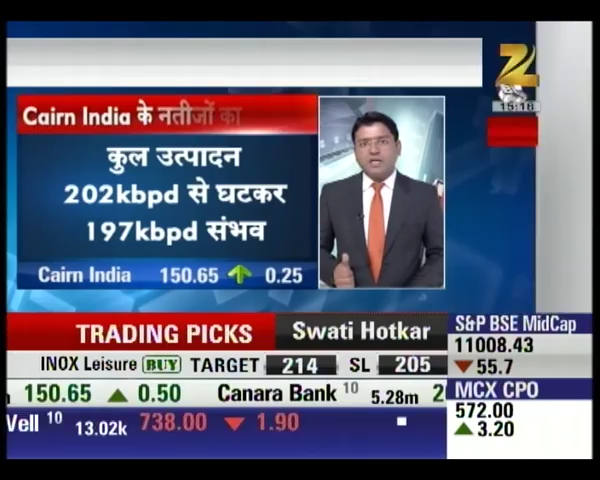 15:18
Cairn India के नतीजों का
कुल उत्पादन
202kbpd से घटकर
197kbpd संभव
Cairn India 150.65 0.25
TRADING PICKS Swati Hotkar
INOX Leisure BUY TARGET 214 SL 205
150.65 0.50 Canara Bank 10 5.28m 2
Vell 10 13.02k 738.00 1.90
S&P BSE MidCap
11008.43
55.7
MCX CPO
572.00
3.20